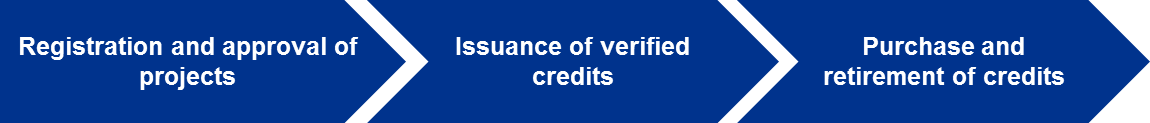 Registration and approval of
projects
Issuance of verified
credits
Purchase and
retirement of credits